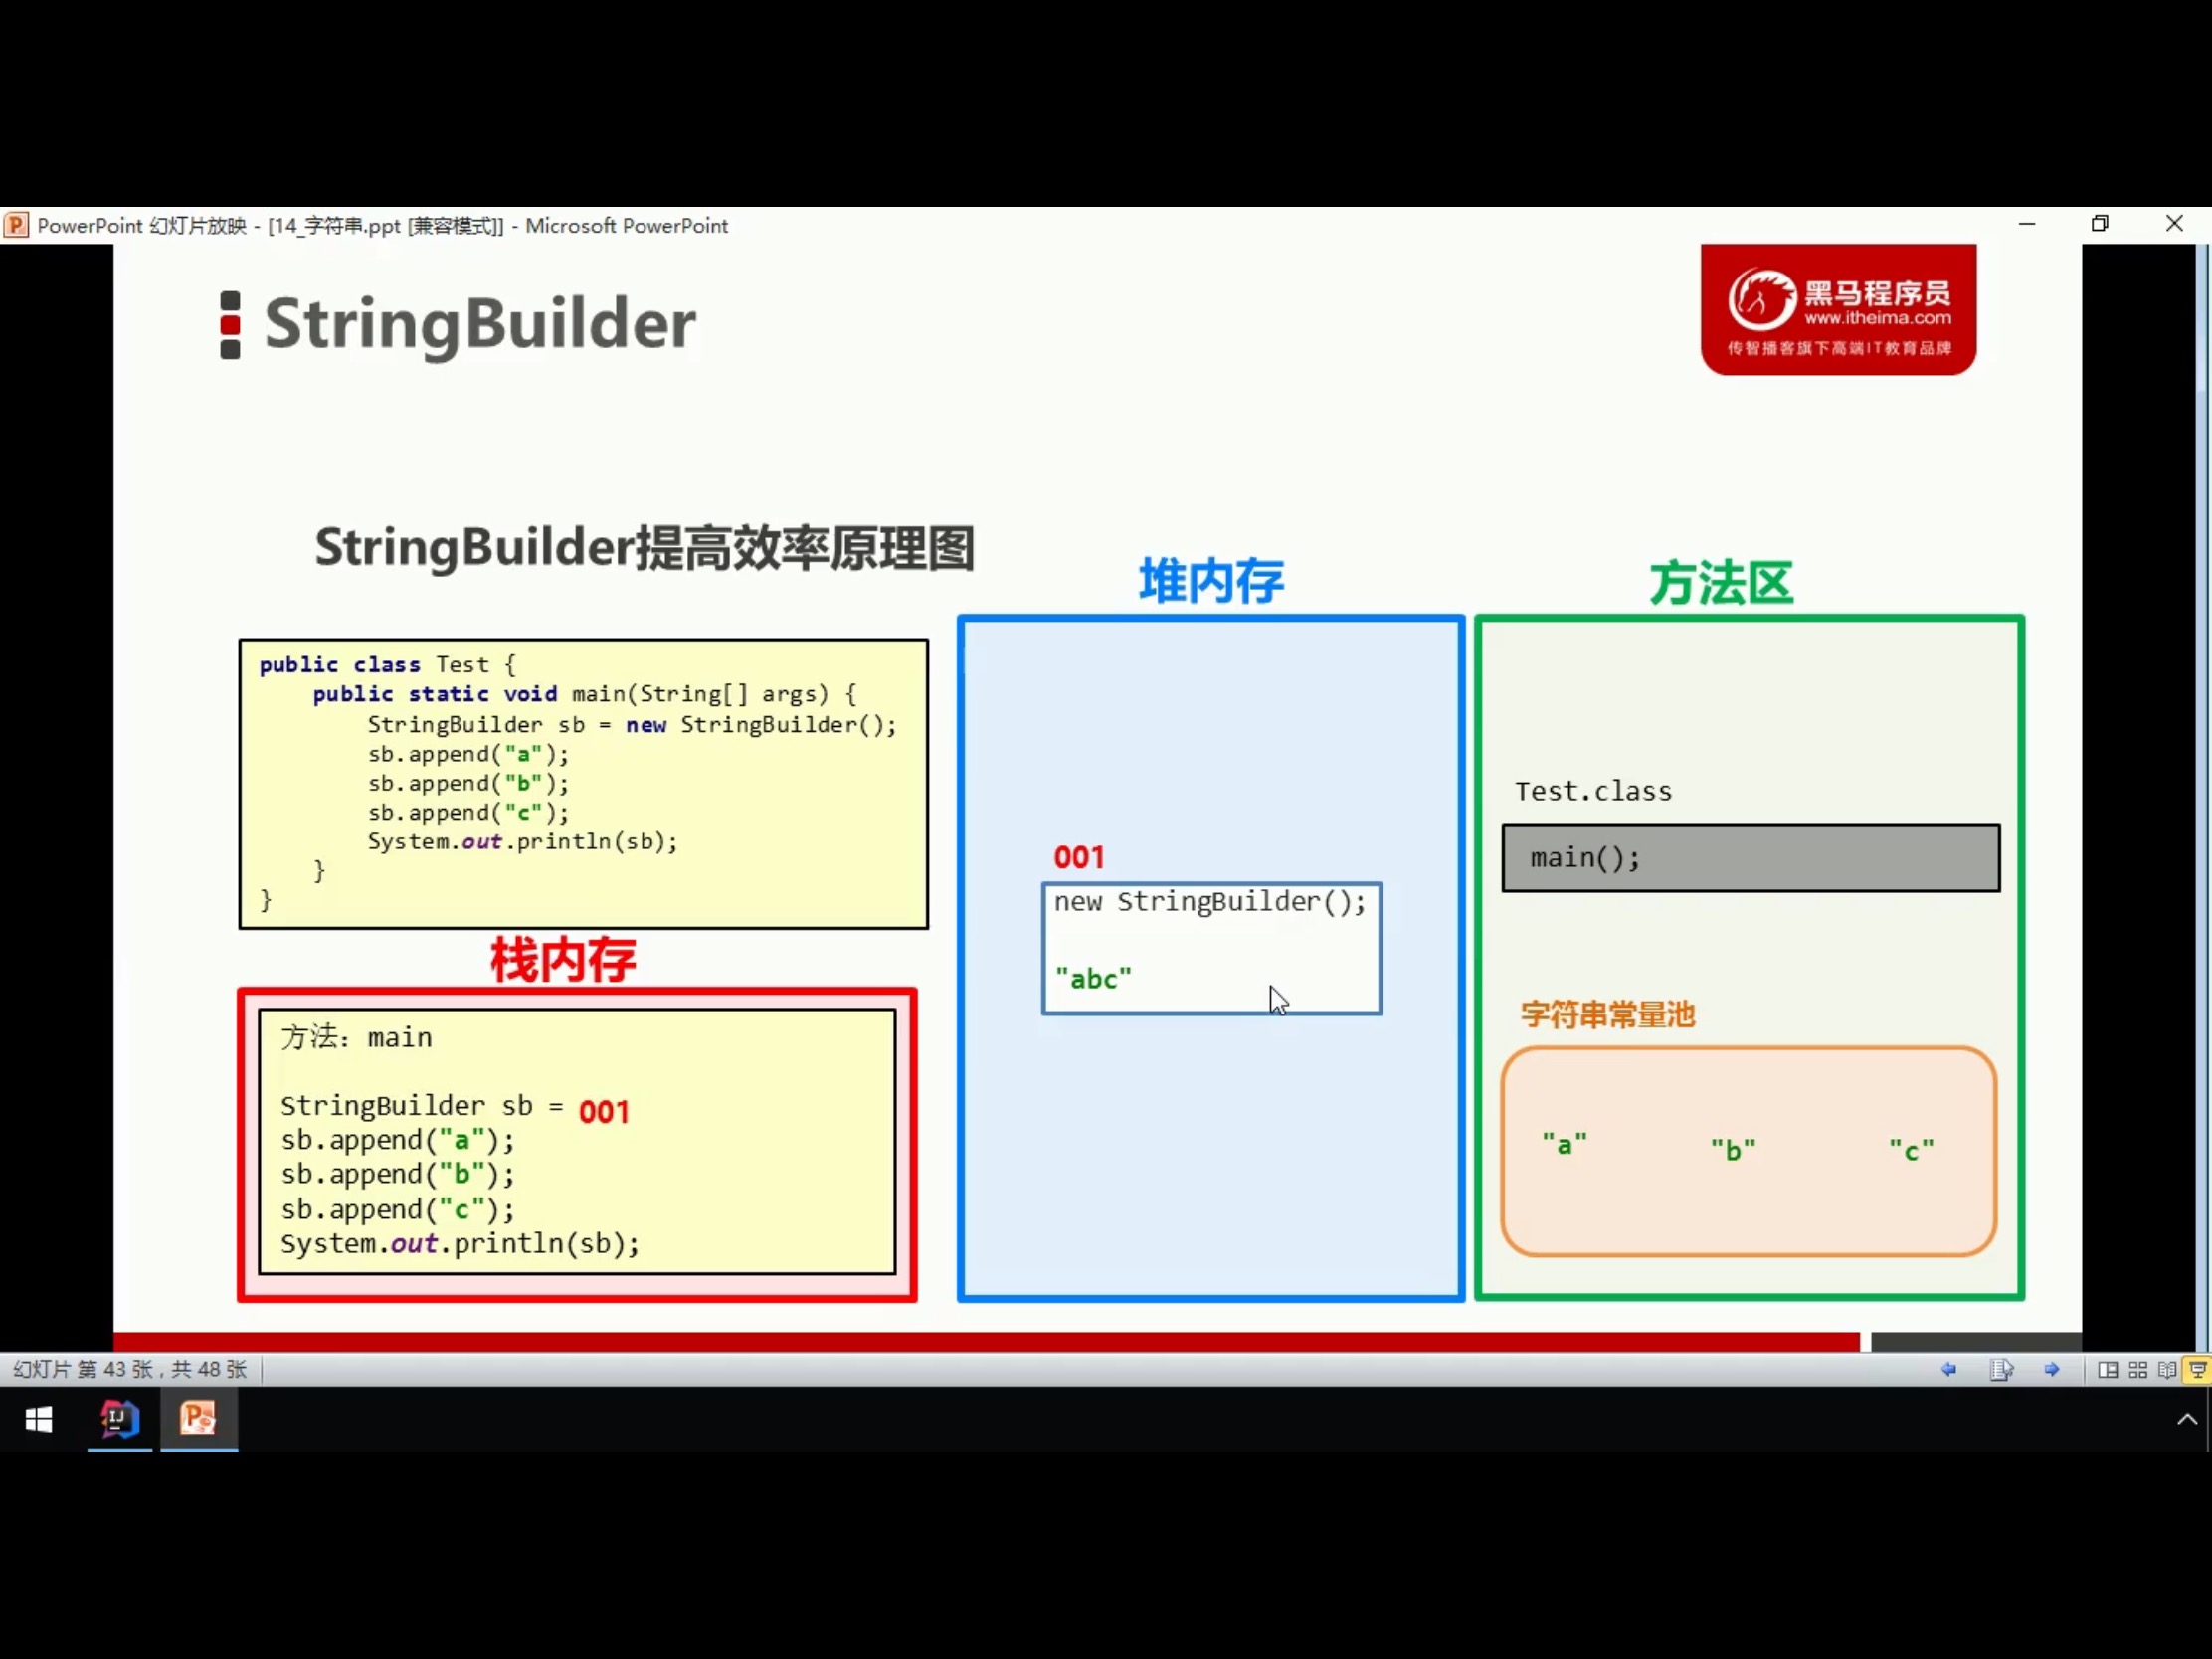 PowerPoint 幻灯片放映 - [14_字符串.ppt [兼容模式]] - Microsoft PowerPoint
StringBuilder
黑马程序员
www.itheima.com
传智播客旗下高端IT教育品牌
StringBuilder提高效率原理图
public class Test {
    public static void main(String[] args) {
        StringBuilder sb = new StringBuilder();
        sb.append("a");
        sb.append("b");
        sb.append("c");
        System.out.println(sb);
    }
}
栈内存
方法：main
StringBuilder sb = 001
sb.append("a");
sb.append("b");
sb.append("c");
System.out.println(sb);
堆内存
001
new StringBuilder();
"abc"
方法区
Test.class
main();
字符串常量池
"a" "b" "c"
幻灯片 第 43 张，共 48 张